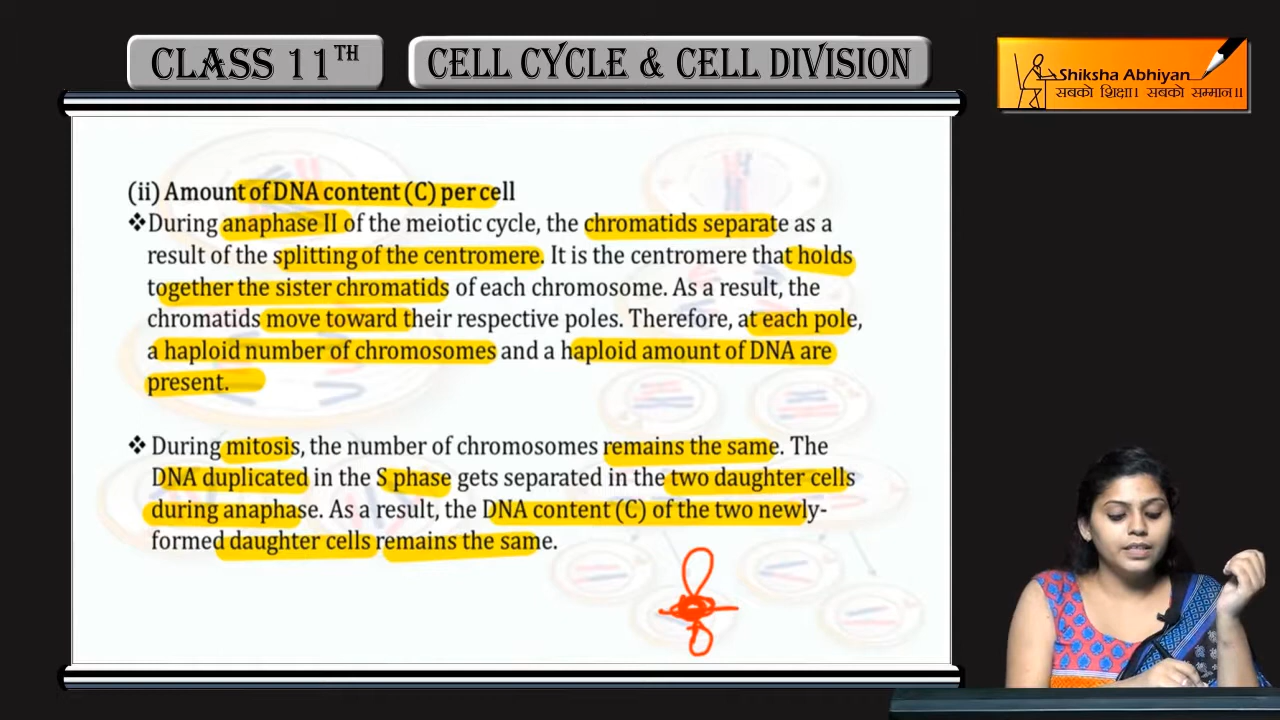 CLASS 11TH
CELL CYCLE & CELL DIVISION
Shiksha Abhiyan
सबको शिक्षा। सबको सम्मान॥
(ii) Amount of DNA content (C) per cell
❖During anaphase II of the meiotic cycle, the chromatids separate as a
result of the splitting of the centromere. It is the centromere that holds
together the sister chromatids of each chromosome. As a result, the
chromatids move toward their respective poles. Therefore, at each pole,
a haploid number of chromosomes and a haploid amount of DNA are
present.
❖ During mitosis, the number of chromosomes remains the same. The
DNA duplicated in the S phase gets separated in the two daughter cells
during anaphase. As a result, the DNA content (C) of the two newly-
formed daughter cells remains the same.